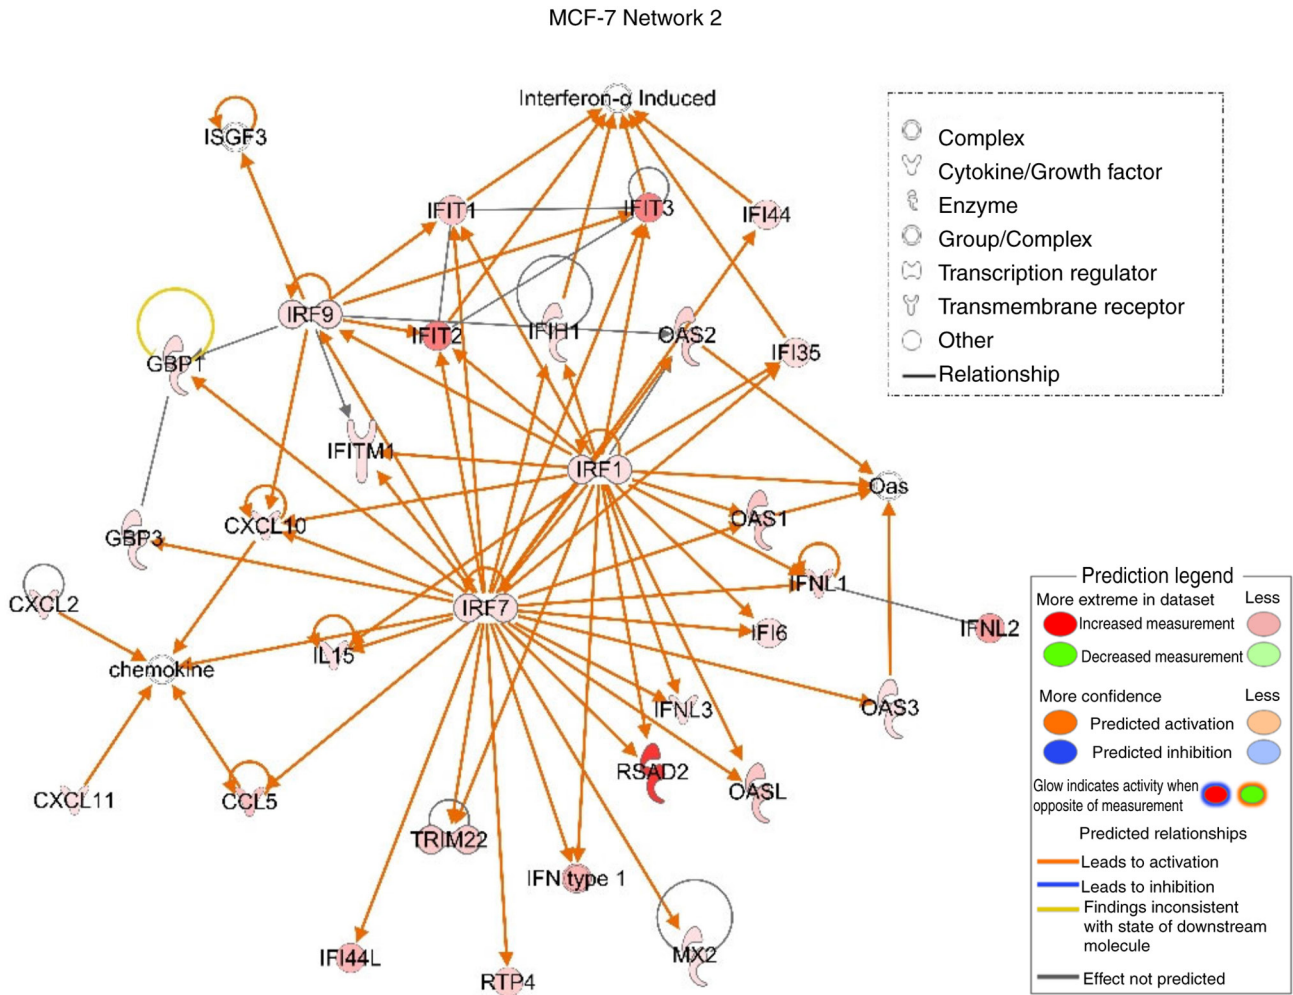 MCF-7 Network 2
Interferon-α Induced
ISGF3
IFIT1
IFIT3
IFI44
IRF9
IFIT2
IFIH1
OAS2
GBP1
IFI35
IFITM1
IRF1
Oas
CXCL10
OAS1
GBP3
IFNL1
CXCL2
IRF7
IFI6
IFNL2
IL15
chemokine
IFNL3
OAS3
RSAD2
OASL
CXCL11
CCL5
TRIM22
IFN type 1
IFI44L
RTP4
MX2
Complex
Cytokine/Growth factor
Enzyme
Group/Complex
Transcription regulator
Transmembrane receptor
Other
Relationship
Prediction legend
More extreme in dataset Less
Increased measurement
Decreased measurement
More confidence Less
Predicted activation
Predicted inhibition
Glow indicates activity when
opposite of measurement
Predicted relationships
Leads to activation
Leads to inhibition
Findings inconsistent
with state of downstream
molecule
Effect not predicted